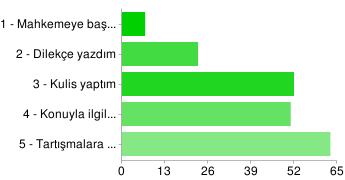 1 - Mahkemeye baş...
2 - Dilekçe yazdım
3 - Kulis yaptım
4 - Konuyla ilgil...
5 - Tartışmalara ...
0 13 26 39 52 65